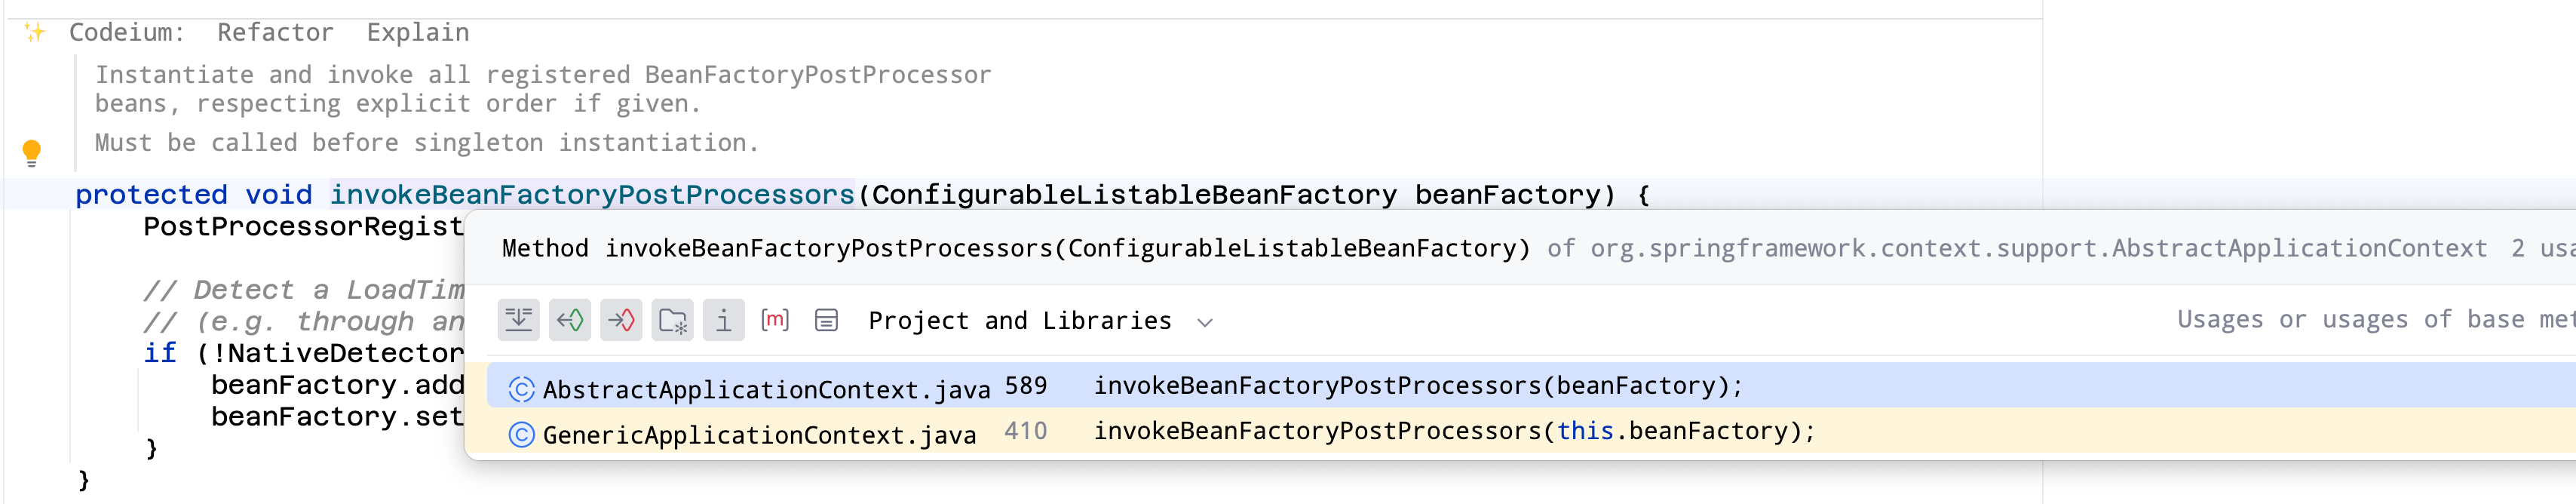 Codeium: Refactor Explain
Instantiate and invoke all registered BeanFactoryPostProcessor
beans, respecting explicit order if given.
Must be called before singleton instantiation.
protected void invokeBeanFactoryPostProcessors(ConfigurableListableBeanFactory beanFactory) {
PostProcessorRegist
Method invokeBeanFactoryPostProcessors(ConfigurableListableBeanFactory) of org.springframework.context.support.AbstractApplicationContext 2 usa
// Detect a LoadTim
// (e.g. through an
[m] Project and Libraries Usages or usages of base met
if (!NativeDetector
beanFactory.add
AbstractApplicationContext.java 589 invokeBeanFactoryPostProcessors(beanFactory);
beanFactory.set
GenericApplicationContext.java 410 invokeBeanFactoryPostProcessors(this.beanFactory);
}
}